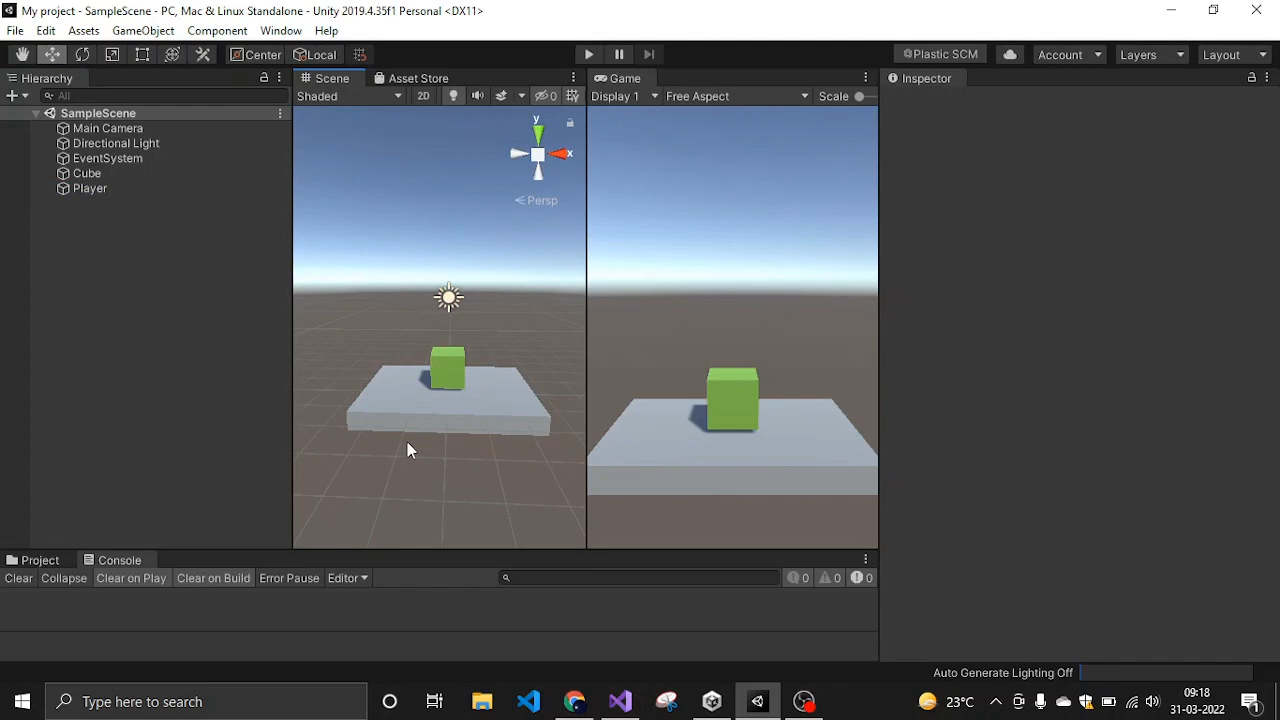 My project - SampleScene - PC, Mac & Linux Standalone - Unity 2019.4.35f1 Personal <DX11>
File Edit Assets GameObject Component Window Help
Center Local Plastic SCM Account Layers Layout
Hierarchy Scene Asset Store Game Inspector
All Shaded 2D 0 Display 1 Free Aspect Scale
SampleScene
Main Camera
Directional Light
EventSystem
Cube
Player
y
x
Persp
Project Console
Clear Collapse Clear on Play Clear on Build Error Pause Editor 0 0 0
Auto Generate Lighting Off
Type here to search 23°C 09:18
31-03-2022 1